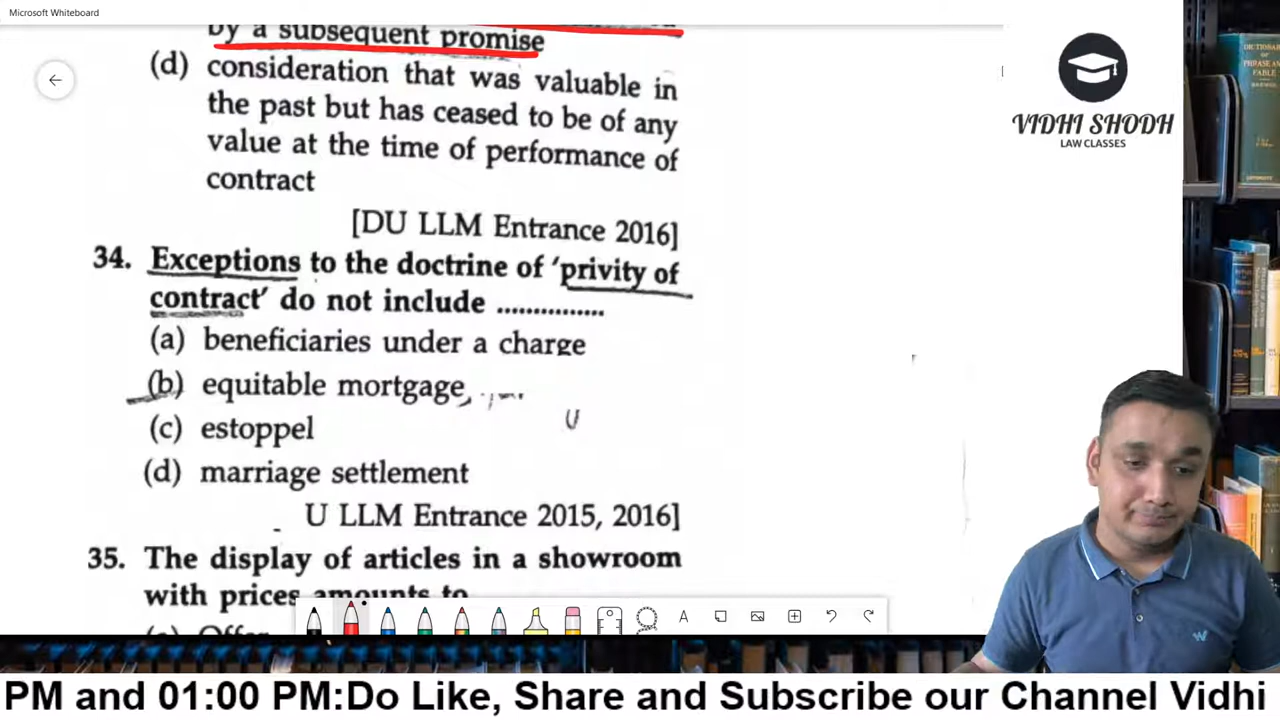 Microsoft Whiteboard
by a subsequent promise
(d) consideration that was valuable in
the past but has ceased to be of any
value at the time of performance of
contract
[DU LLM Entrance 2016]
34. Exceptions to the doctrine of 'privity of
contract' do not include ...............
(a) beneficiaries under a charge
(b) equitable mortgage
(c) estoppel
(d) marriage settlement
U LLM Entrance 2015, 2016]
35. The display of articles in a showroom
with prices amounts to
(a) Offer
VIDHI SHODH
LAW CLASSES
PM and 01:00 PM:Do Like, Share and Subscribe our Channel Vidhi